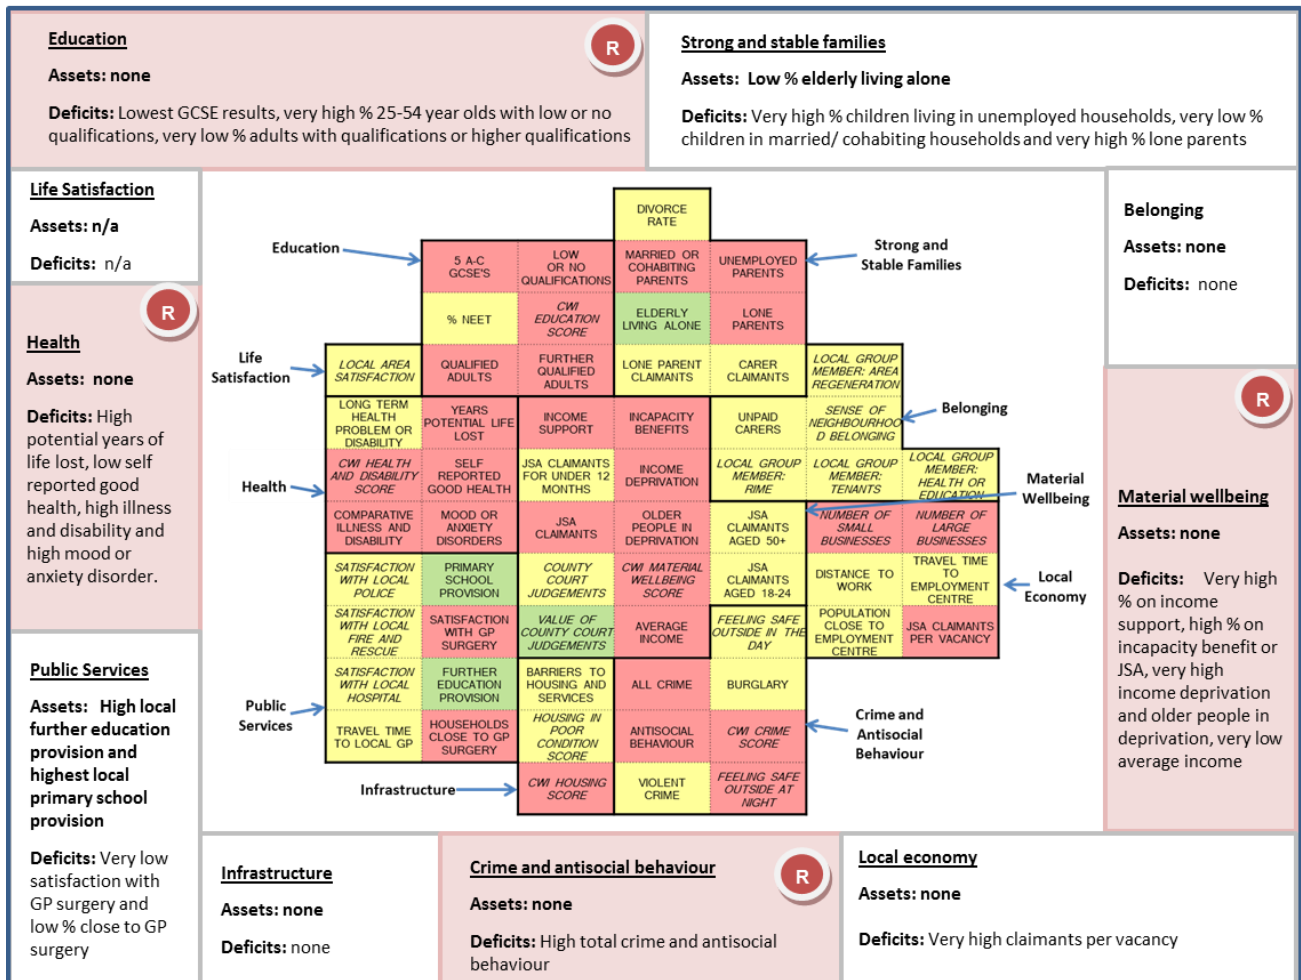 Education
R
Assets: none
Deficits: Lowest GCSE results, very high % 25-54 year olds with low or no
qualifications, very low % adults with qualifications or higher qualifications
Strong and stable families
Assets: Low % elderly living alone
Deficits: Very high % children living in unemployed households, very low %
children in married/ cohabiting households and very high % lone parents
Life Satisfaction
Assets: n/a
Deficits: n/a
R
Health
Assets: none
Deficits: High
potential years of
life lost, low self
reported good
health, high illness
and disability and
high mood or
anxiety disorder.
Public Services
Assets: High local
further education
provision and
highest local
primary school
provision
Deficits: Very low
satisfaction with
GP surgery and
low % close to GP
surgery
Education
Life
Satisfaction
Health
Public
Services
Infrastructure
DIVORCE
RATE
5 A-C
GCSE'S
LOW
OR NO
QUALIFICATIONS
MARRIED OR
COHABITING
PARENTS
UNEMPLOYED
PARENTS
% NEET
CWI
EDUCATION
SCORE
ELDERLY
LIVING ALONE
LONE
PARENTS
LOCAL AREA
SATISFACTION
QUALIFIED
ADULTS
FURTHER
QUALIFIED
ADULTS
LONE PARENT
CLAIMANTS
CARER
CLAIMANTS
LOCAL GROUP
MEMBER: AREA
REGENERATION
LONG TERM
HEALTH
PROBLEM OR
DISABILITY
YEARS
POTENTIAL LIFE
LOST
INCOME
SUPPORT
INCAPACITY
BENEFITS
UNPAID
CARERS
SENSE OF
NEIGHBOURHOO
D BELONGING
CWI HEALTH
AND DISABILITY
SCORE
SELF
REPORTED
GOOD HEALTH
JSA CLAIMANTS
FOR UNDER 12
MONTHS
INCOME
DEPRIVATION
LOCAL GROUP
MEMBER:
RIME
LOCAL GROUP
MEMBER:
TENANTS
LOCAL GROUP
MEMBER:
HEALTH OR
EDUCATION
COMPARATIVE
ILLNESS AND
DISABILITY
MOOD OR
ANXIETY
DISORDERS
JSA
CLAIMANTS
OLDER
PEOPLE IN
DEPRIVATION
JSA
CLAIMANTS
AGED 50+
NUMBER OF
SMALL
BUSINESSES
NUMBER OF
LARGE
BUSINESSES
SATISFACTION
WITH LOCAL
POLICE
PRIMARY
SCHOOL
PROVISION
COUNTY
COURT
JUDGEMENTS
CWI MATERIAL
WELLBEING
SCORE
JSA
CLAIMANTS
AGED 18-24
DISTANCE TO
WORK
TRAVEL TIME
TO
EMPLOYMENT
CENTRE
SATISFACTION
WITH LOCAL
FIRE AND
RESCUE
SATISFACTION
WITH GP
SURGERY
VALUE OF
COUNTY COURT
JUDGEMENTS
AVERAGE
INCOME
FEELING SAFE
OUTSIDE IN THE
DAY
POPULATION
CLOSE TO
EMPLOYMENT
CENTRE
JSA CLAIMANTS
PER VACANCY
SATISFACTION
WITH LOCAL
HOSPITAL
FURTHER
EDUCATION
PROVISION
BARRIERS TO
HOUSING AND
SERVICES
ALL CRIME
BURGLARY
TRAVEL TIME
TO LOCAL GP
HOUSEHOLDS
CLOSE TO GP
SURGERY
HOUSING IN
POOR
CONDITION
SCORE
ANTISOCIAL
BEHAVIOUR
CWI CRIME
SCORE
CWI HOUSING
SCORE
VIOLENT
CRIME
FEELING SAFE
OUTSIDE AT
NIGHT
Strong and
Stable Families
Belonging
Material
Wellbeing
Local
Economy
Crime and
Antisocial
Behaviour
Belonging
Assets: none
Deficits: none
R
Material wellbeing
Assets: none
Deficits: Very high
% on income
support, high % on
incapacity benefit or
JSA, very high
income deprivation
and older people in
deprivation, very low
average income
Infrastructure
Assets: none
Deficits: none
Crime and antisocial behaviour
R
Assets: none
Deficits: High total crime and antisocial
behaviour
Local economy
Assets: none
Deficits: Very high claimants per vacancy